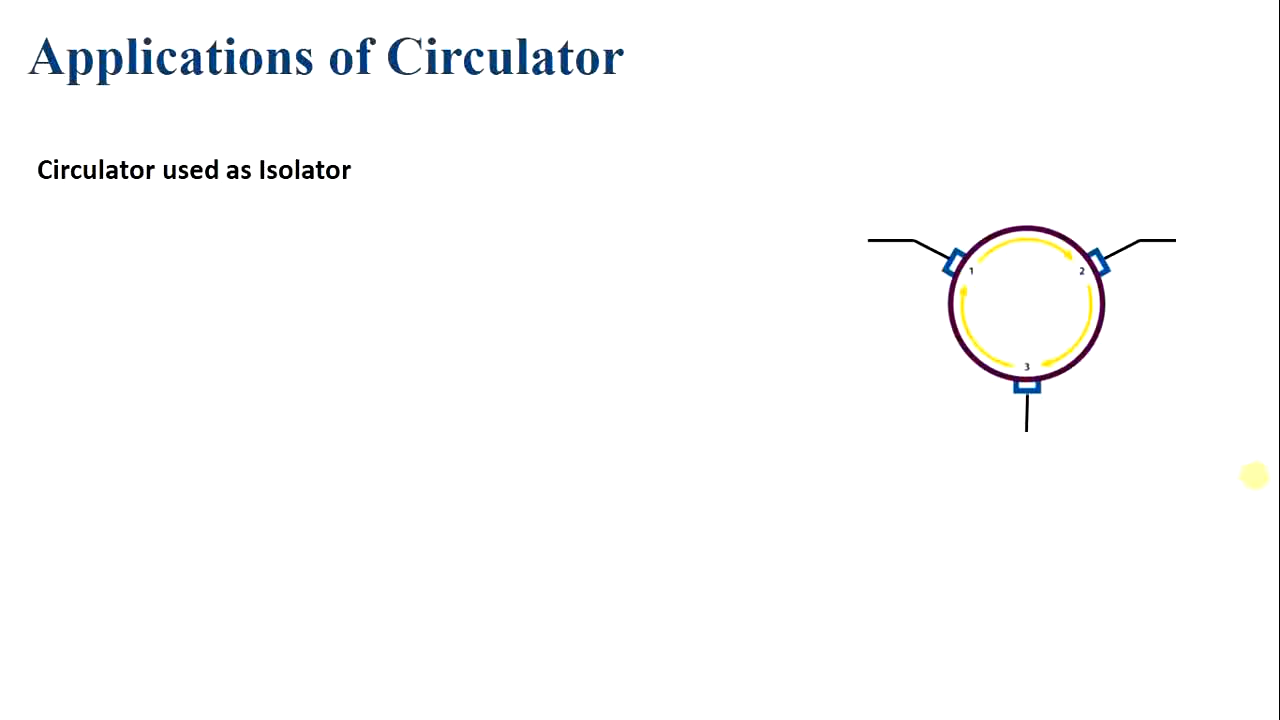 Applications of Circulator
Circulator used as Isolator
1
2
3